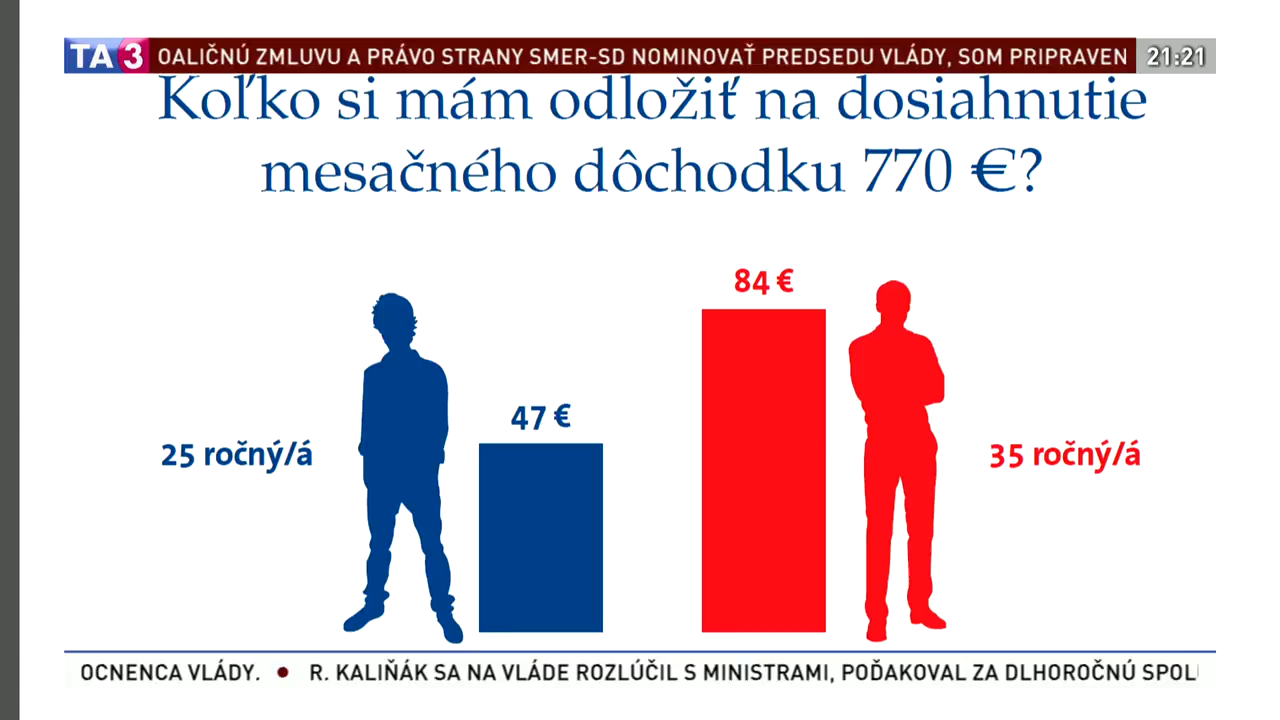 TA3 OALIČNÚ ZMLUVU A PRÁVO STRANY SMER-SD NOMINOVAŤ PREDSEDU VLÁDY, SOM PRIPRAVEN 21:21
Koľko si mám odložiť na dosiahnutie
mesačného dôchodku 770 €?
84 €
47 €
25 ročný/á
35 ročný/á
OCNENCA VLÁDY. • R. KALIŇÁK SA NA VLÁDE ROZLÚČIL S MINISTRAMI, POĎAKOVAL ZA DLHOROČNÚ SPOL